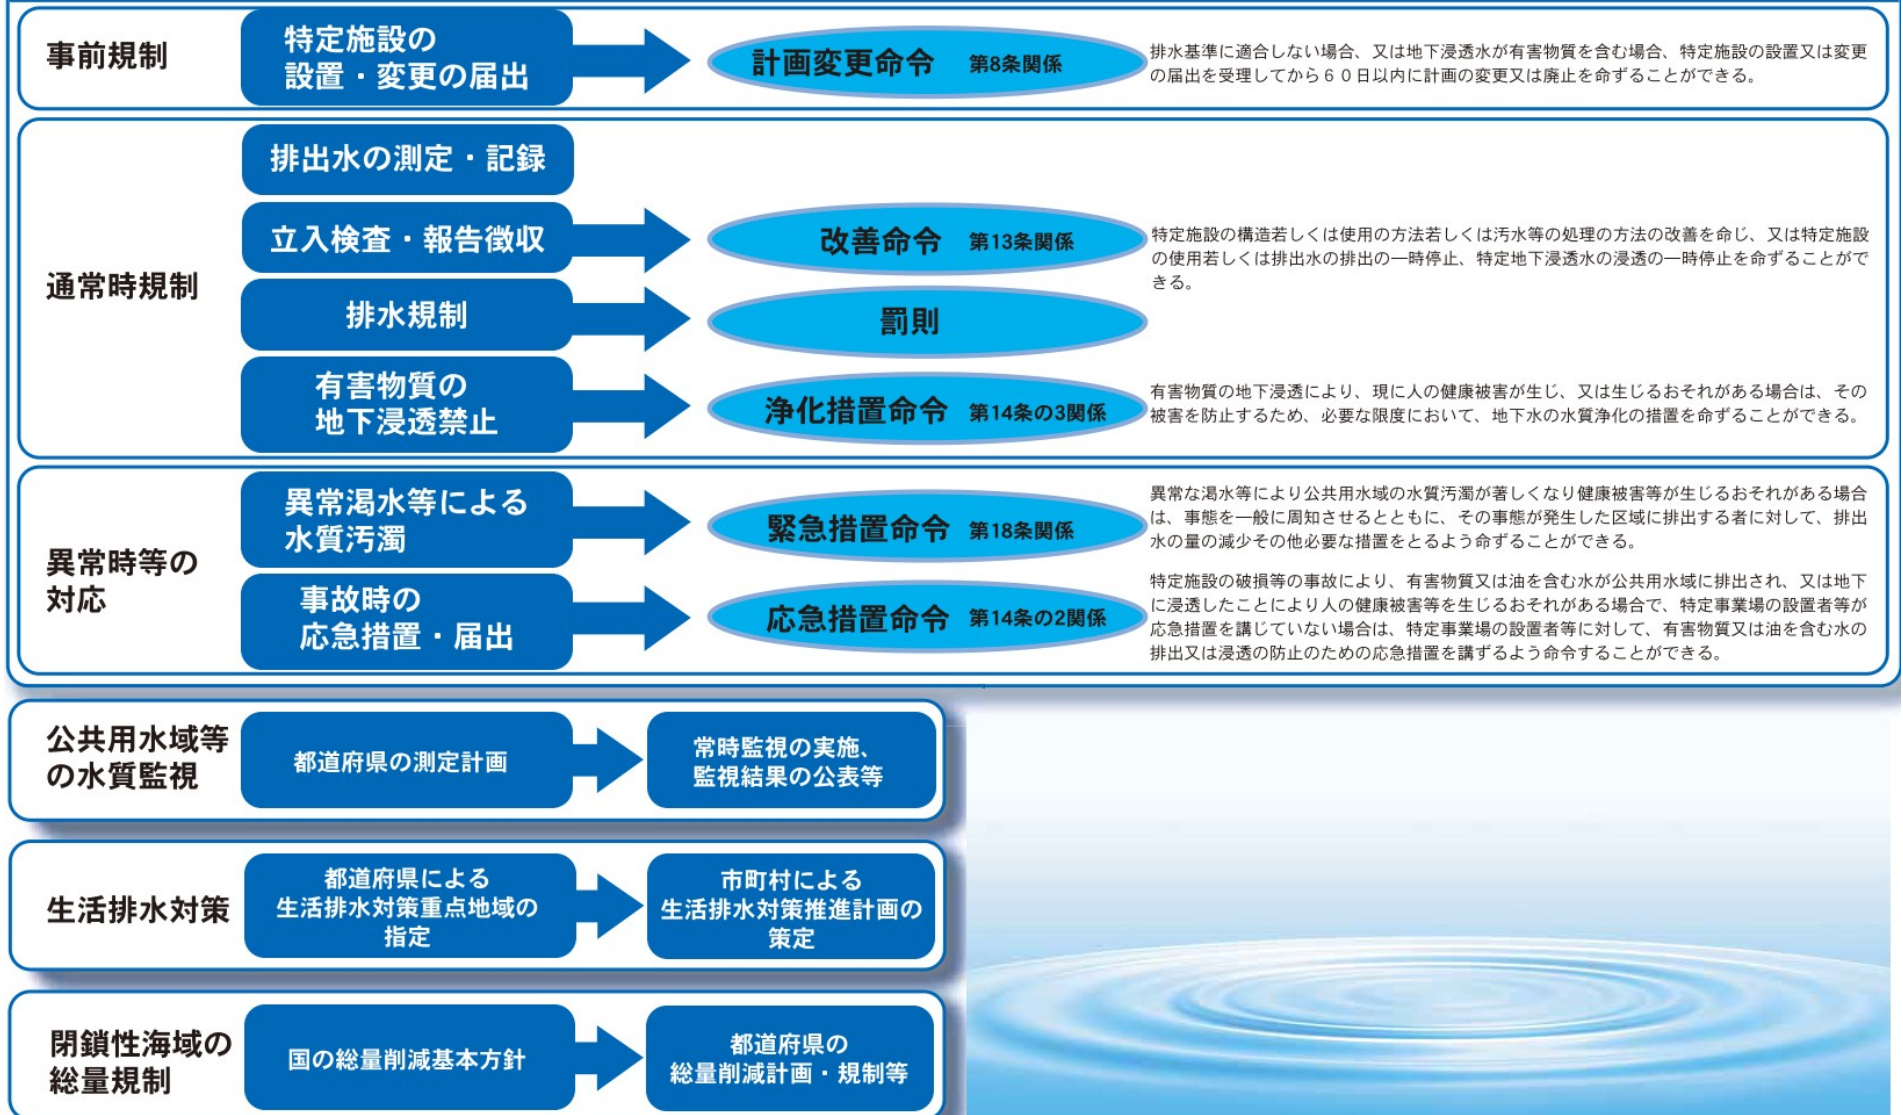 事前規制
特定施設の
設置・変更の届出
計画変更命令 第8条関係
排水基準に適合しない場合、又は地下浸透水が有害物質を含む場合、特定施設の設置又は変更
の届出を受理してから６０日以内に計画の変更又は廃止を命ずることができる。
通常時規制
排出水の測定・記録
立入検査・報告徴収
改善命令 第13条関係
特定施設の構造若しくは使用の方法若しくは汚水等の処理の方法の改善を命じ、又は特定施設
の使用若しくは排出水の排出の一時停止、特定地下浸透水の浸透の一時停止を命ずることがで
きる。
排水規制
罰則
有害物質の
地下浸透禁止
浄化措置命令 第14条の3関係
有害物質の地下浸透により、現に人の健康被害が生じ、又は生じるおそれがある場合は、その
被害を防止するため、必要な限度において、地下水の水質浄化の措置を命ずることができる。
異常時等の
対応
異常渇水等による
水質汚濁
緊急措置命令 第18条関係
異常な渇水等により公共用水域の水質汚濁が著しくなり健康被害等が生じるおそれがある場合
は、事態を一般に周知させるとともに、その事態が発生した区域に排出する者に対して、排出
水の量の減少その他必要な措置をとるよう命ずることができる。
事故時の
応急措置・届出
応急措置命令 第14条の2関係
特定施設の破損等の事故により、有害物質又は油を含む水が公共用水域に排出され、又は地下
に浸透したことにより人の健康被害等を生じるおそれがある場合で、特定事業場の設置者等が
応急措置を講じていない場合は、特定事業場の設置者等に対して、有害物質又は油を含む水の
排出又は浸透の防止のための応急措置を講ずるよう命令することができる。
公共用水域等
の水質監視
都道府県の測定計画
常時監視の実施、
監視結果の公表等
生活排水対策
都道府県による
生活排水対策重点地域の
指定
市町村による
生活排水対策推進計画の
策定
閉鎖性海域の
総量規制
国の総量削減基本方針
都道府県の
総量削減計画・規制等